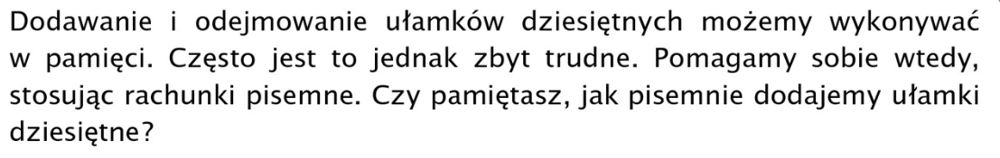 Dodawanie i odejmowanie ułamków dziesiętnych możemy wykonywać
w pamięci. Często jest to jednak zbyt trudne. Pomagamy sobie wtedy,
stosując rachunki pisemne. Czy pamiętasz, jak pisemnie dodajemy ułamki
dziesiętne?